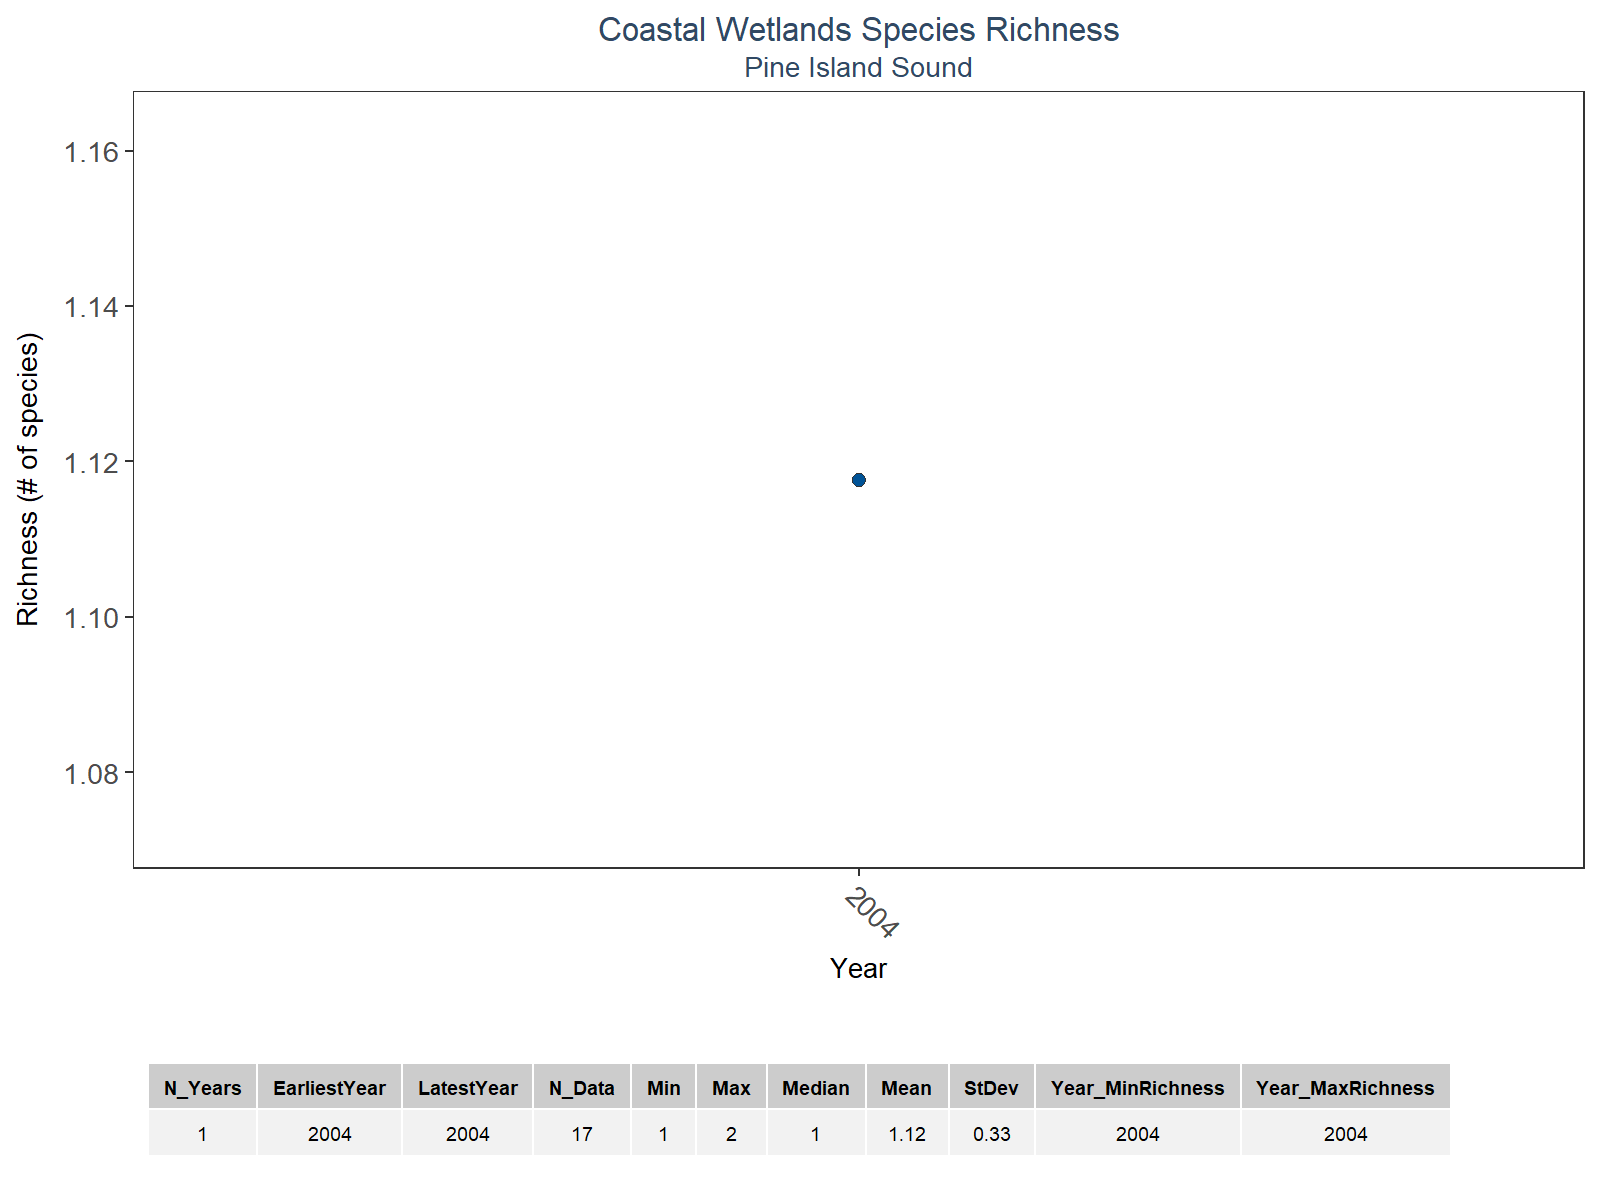 Coastal Wetlands Species Richness
Pine Island Sound
Richness (# of species)
1.16
1.14
1.12
1.10
1.08
2004
Year
N_Years EarliestYear LatestYear N_Data Min Max Median Mean StDev Year_MinRichness Year_MaxRichness
1 2004 2004 17 1 2 1 1.12 0.33 2004 2004